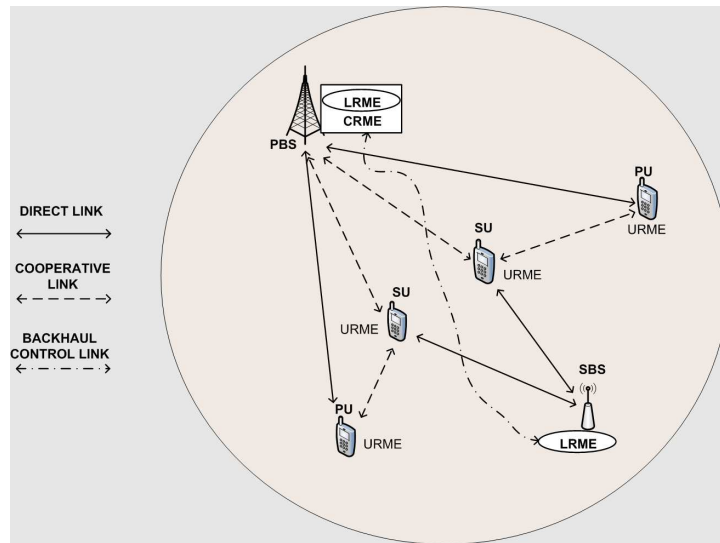 LRME
CRME
PBS
PU
URME
SU
URME
SU
URME
SBS
LRME
PU
URME
DIRECT LINK
COOPERATIVE
LINK
BACKHAUL
CONTROL LINK